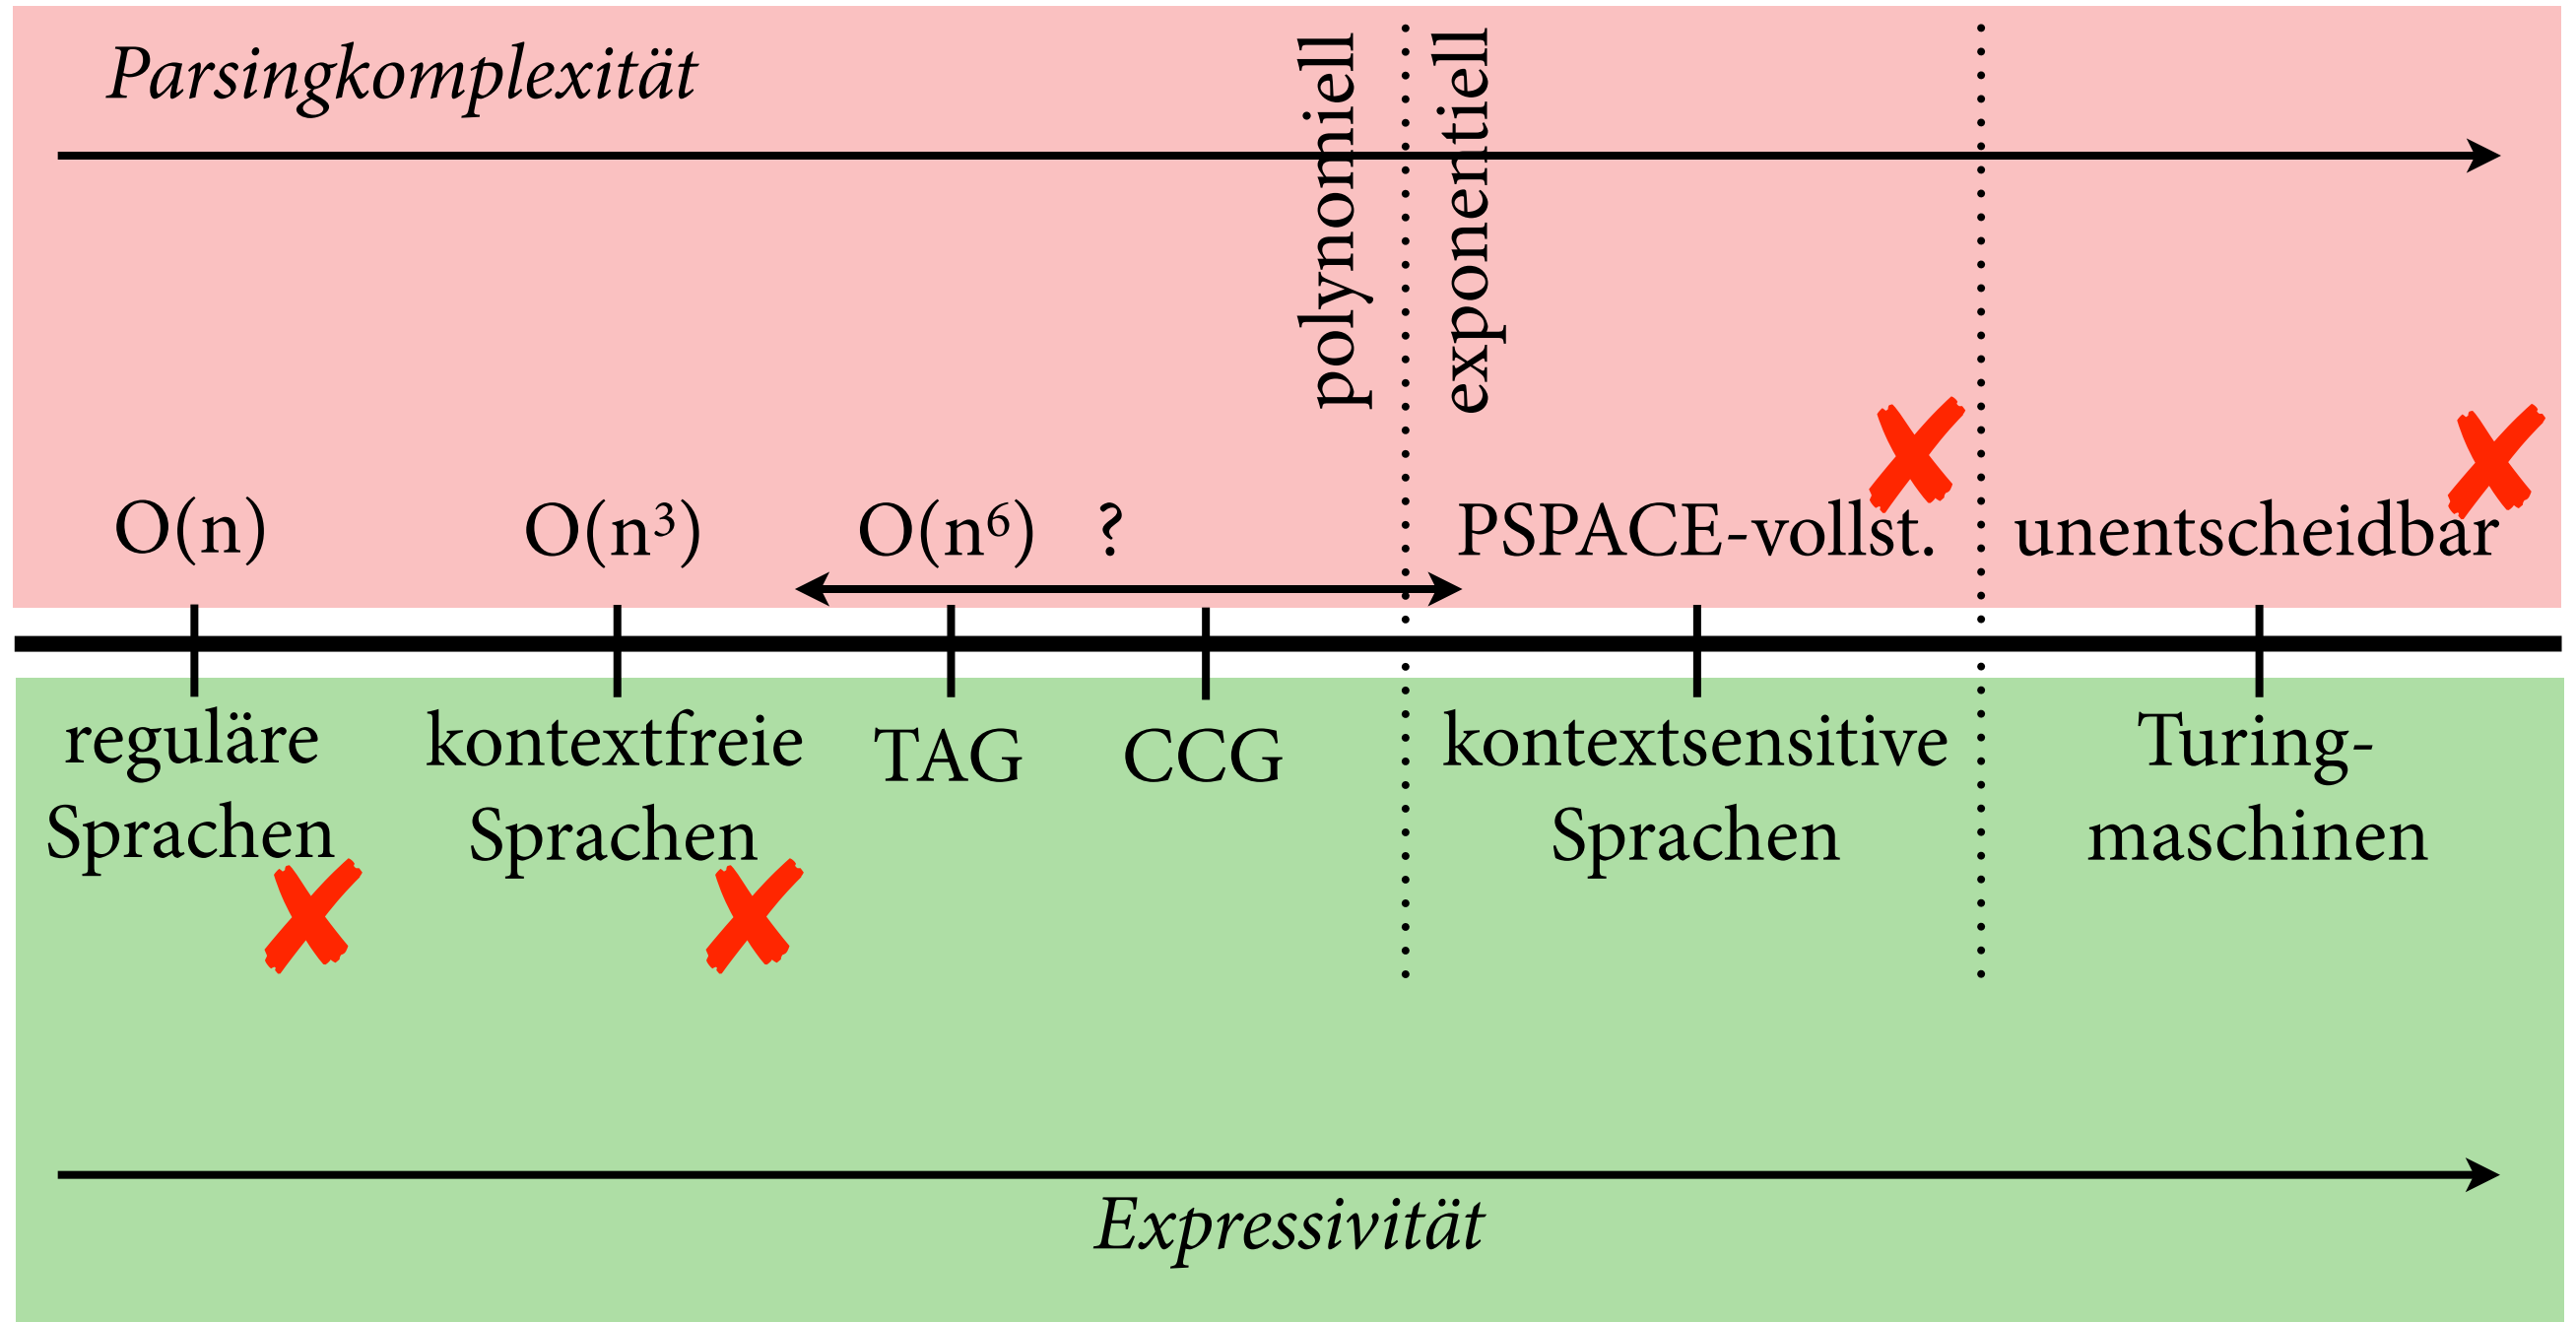 Parsingkomplexität
polynomiell
exponentiell
O(n)
O(n³)
O(n⁶)
?
PSPACE-vollst.
unentscheidbar
reguläre
Sprachen
kontextfreie
Sprachen
TAG
CCG
kontextsensitive
Sprachen
Turing-
maschinen
Expressivität